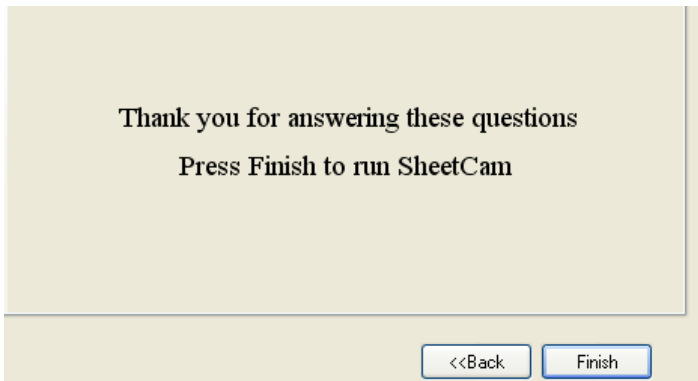 Thank you for answering these questions
Press Finish to run SheetCam
<<Back
Finish